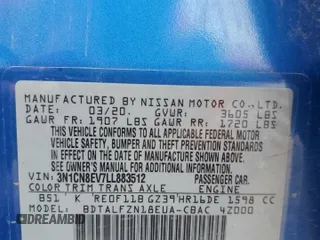 MANUFACTURED BY NISSAN MOTOR CO., LTD.
DATE: 03/20. GVWR: 3605 LBS
GAWR FR: 1907 LBS GAWR RR: 1720 LBS
THIS VEHICLE CONFORMS TO ALL APPLICABLE
FEDERAL MOTOR VEHICLE SAFETY,
BUMPER AND THEFT PREVENTION STANDARDS
IN EFFECT ON THE DATE OF MANUFACTURE SHOWN ABOVE.
SEE OWNER'S MANUAL FOR ADDITIONAL INFORMATION
VIN: 3N1CN8EV7LL883512 PASSENGER CAR.
COLOR TRIM TRANS AXLE ENGINE
B51 K RE0F11B GZ39 HR16DE 1598 CC
MODEL: BDTALFZN18EUA-CBAC 4Z000
DISCOUNT